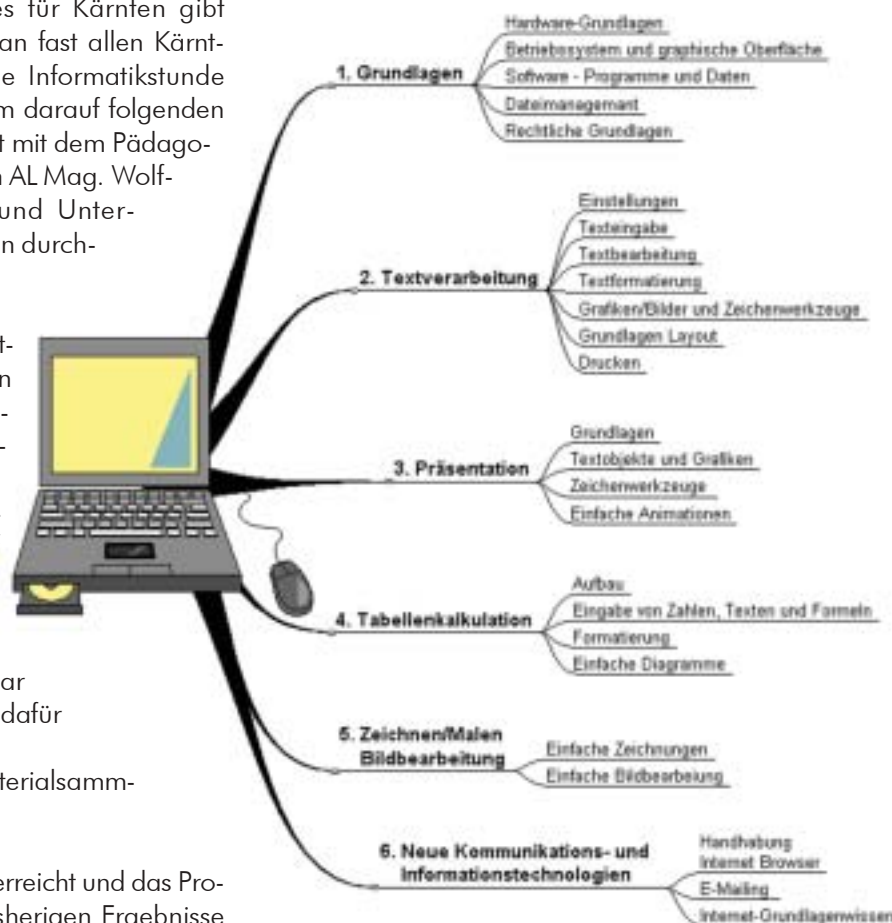 es für Kärnten gibt
an fast allen Kärnt-
e Informatikstunde
m darauf folgenden
t mit dem Pädago-
AL Mag. Wolf-
und Unter-
n durch-
t-
n
-
-
ar
dafür
terialsamm-
erreicht und das Pro-
sherigen Ergebnisse
1. Grundlagen
Hardware-Grundlagen
Betriebssystem und graphische Oberfläche
Software - Programme und Daten
Dateimanagemant
Rechtliche Grundlagen
2. Textverarbeitung
Einstellungen
Texteingabe
Textbearbeitung
Textformatierung
Grafiken/Bilder und Zeichenwerkzeuge
Grundlagen Layout
Drucken
3. Präsentation
Grundlagen
Textobjekte und Grafiken
Zeichenwerkzeuge
Einfache Animationen
4. Tabellenkalkulation
Aufbau
Eingabe von Zahlen, Texten und Formeln
Formatierung
Einfache Diagramme
5. Zeichnen/Malen
Bildbearbeitung
Einfache Zeichnungen
Einfache Bildbearbeiung
6. Neue Kommunikations- und
Informationstechnologien
Handhabung
Internet Browser
E-Mailing
Internet-Grundlagenwissen